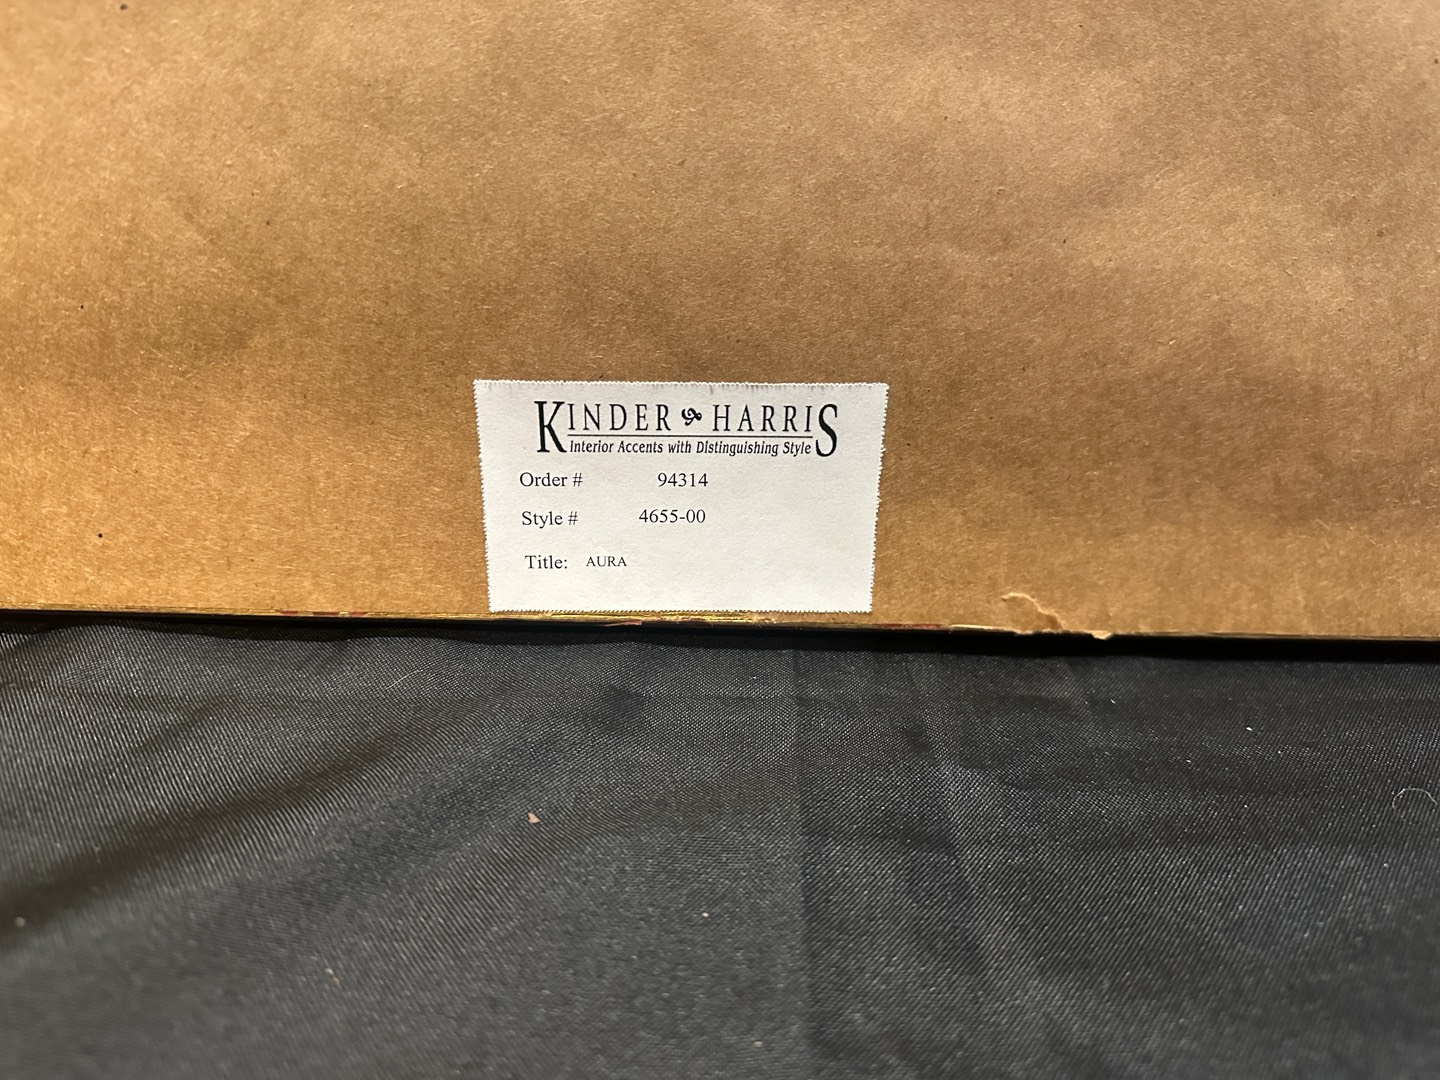 KINDER HARRIS
Interior Accents with Distinguishing Style
Order # 94314
Style # 4655-00
Title: AURA